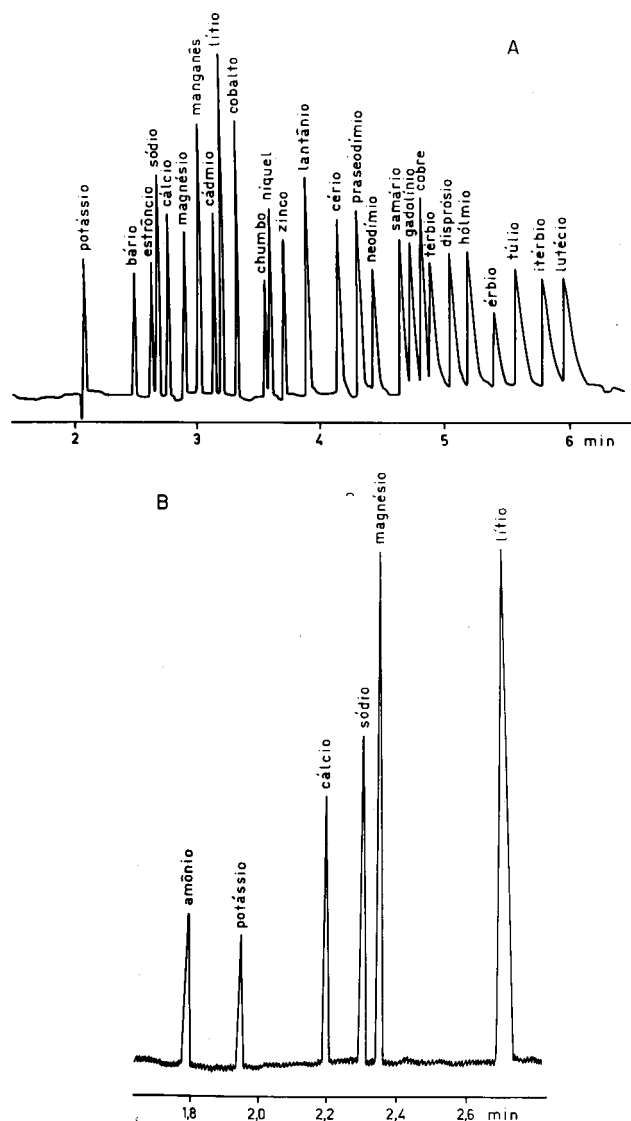 A
potássio
bário
estrôncio
sódio
cálcio
magnésio
manganês
cádmio
lítio
cobalto
chumbo
níquel
zinco
lantânio
cério
praseodímio
neodímio
samário
gadolínio
cobre
térbio
disprósio
hólmio
érbio
túlio
itérbio
lutécio
2 3 4 5 6 min
B
amônio
potássio
cálcio
sódio
magnésio
lítio
1,8 2,0 2,2 2,4 2,6 min